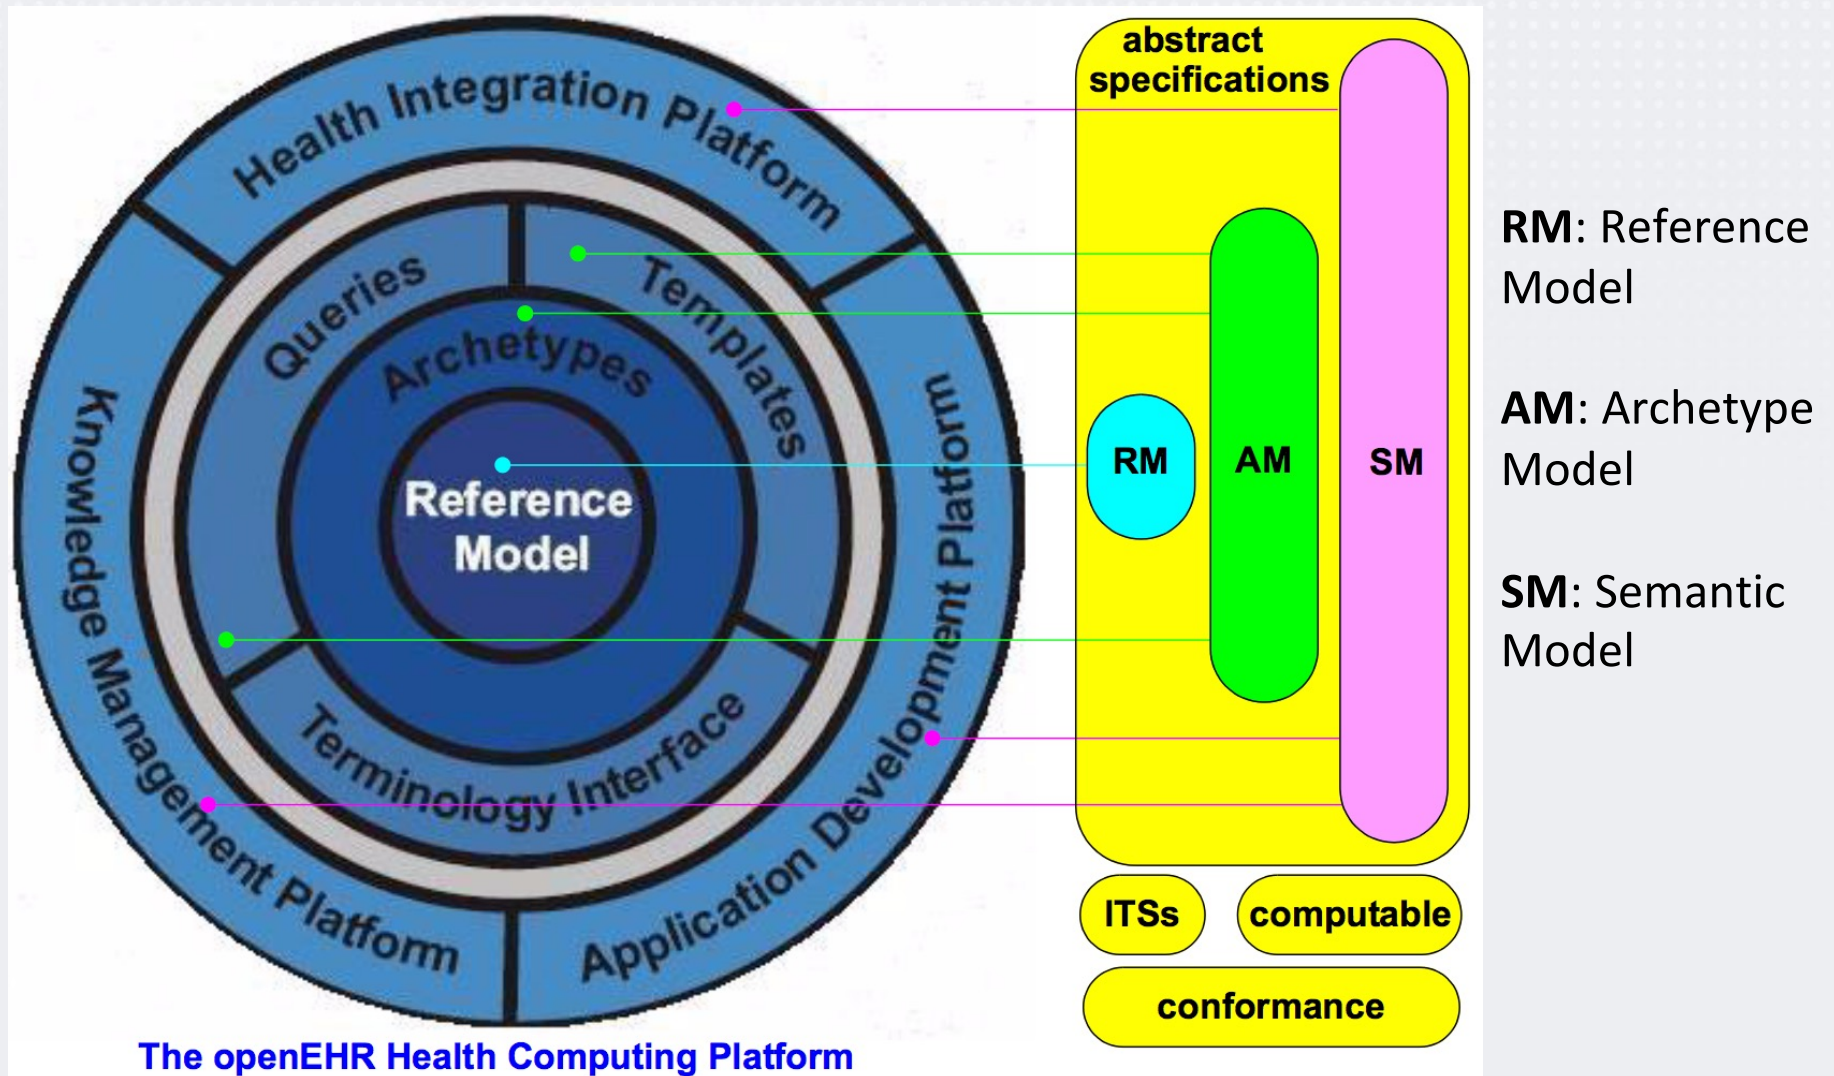 Health Integration Platform
Knowledge Management Platform
Application Development Platform
Queries
Templates
Archetypes
Terminology Interface
Reference
Model
The openEHR Health Computing Platform
abstract
specifications
RM
AM
SM
ITSs
computable
conformance
RM: Reference
Model
AM: Archetype
Model
SM: Semantic
Model